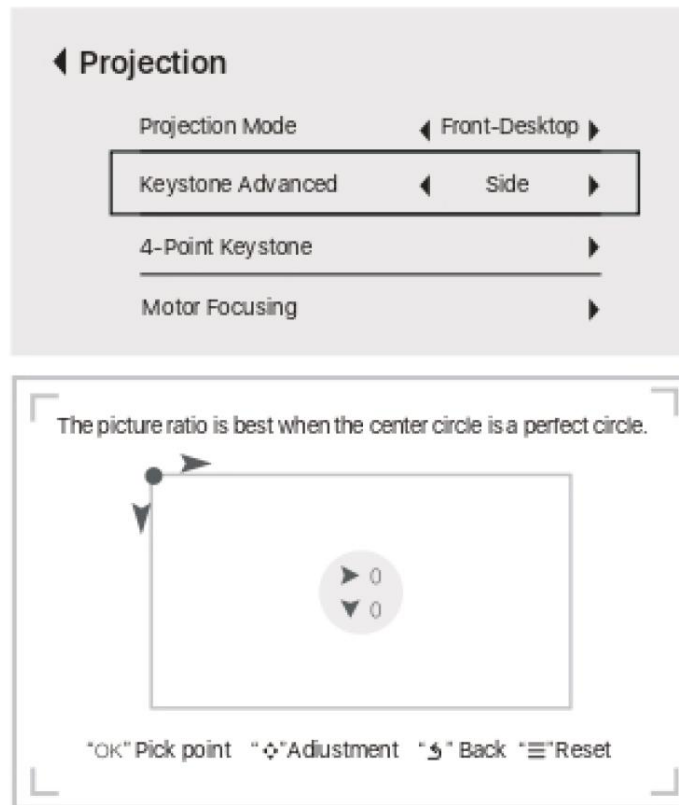 Projection
Projection Mode Front-Desktop
Keystone Advanced Side
4-Point Keystone
Motor Focusing
The picture ratio is best when the center circle is a perfect circle.
0
0
"OK" Pick point " "Adiustment " " Back " "Reset